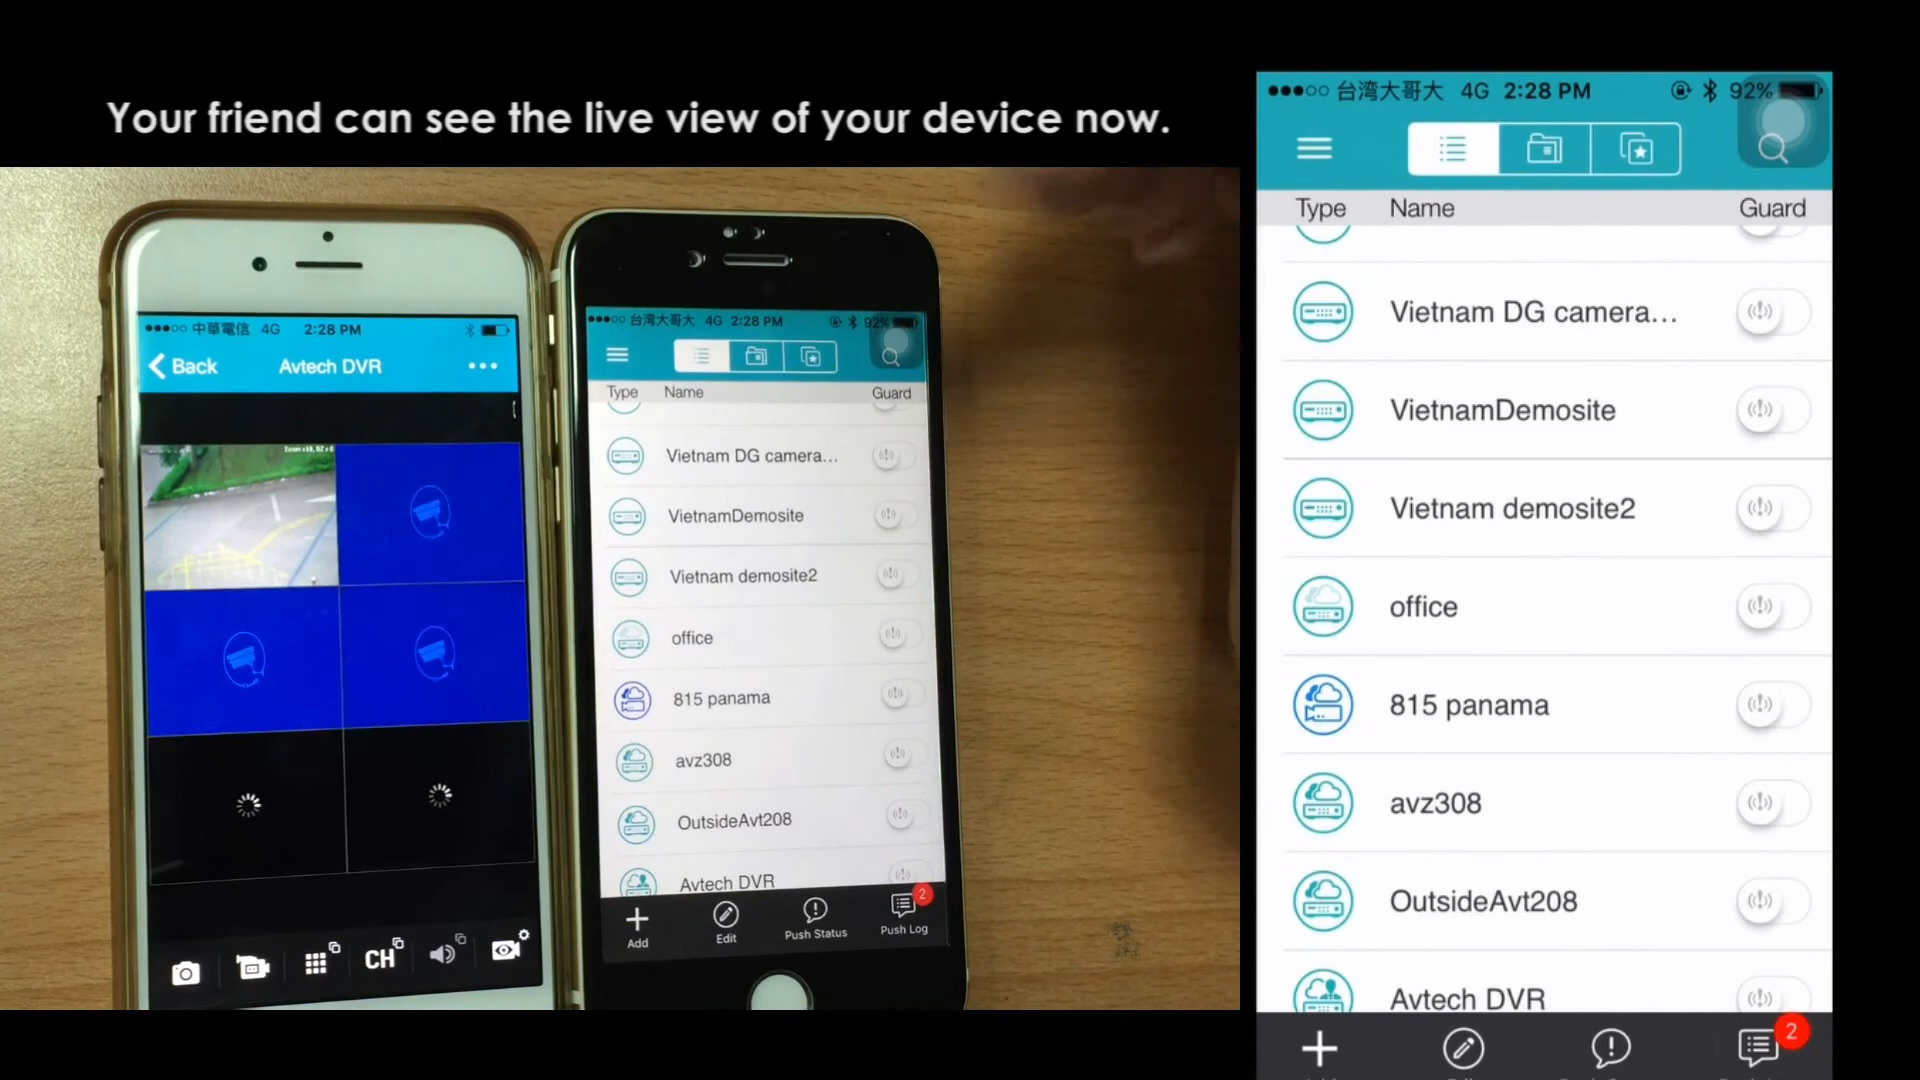 Your friend can see the live view of your device now.
中華電信 4G 2:28 PM
Back Avtech DVR
CH
台湾大哥大 4G 2:28 PM 92%
Type Name Guard
Vietnam DG camera...
VietnamDemosite
Vietnam demosite2
office
815 panama
avz308
OutsideAvt208
Avtech DVR
2
Add Edit Push Status Push Log
台湾大哥大 4G 2:28 PM 92%
Type Name Guard
Vietnam DG camera...
VietnamDemosite
Vietnam demosite2
office
815 panama
avz308
OutsideAvt208
Avtech DVR
2